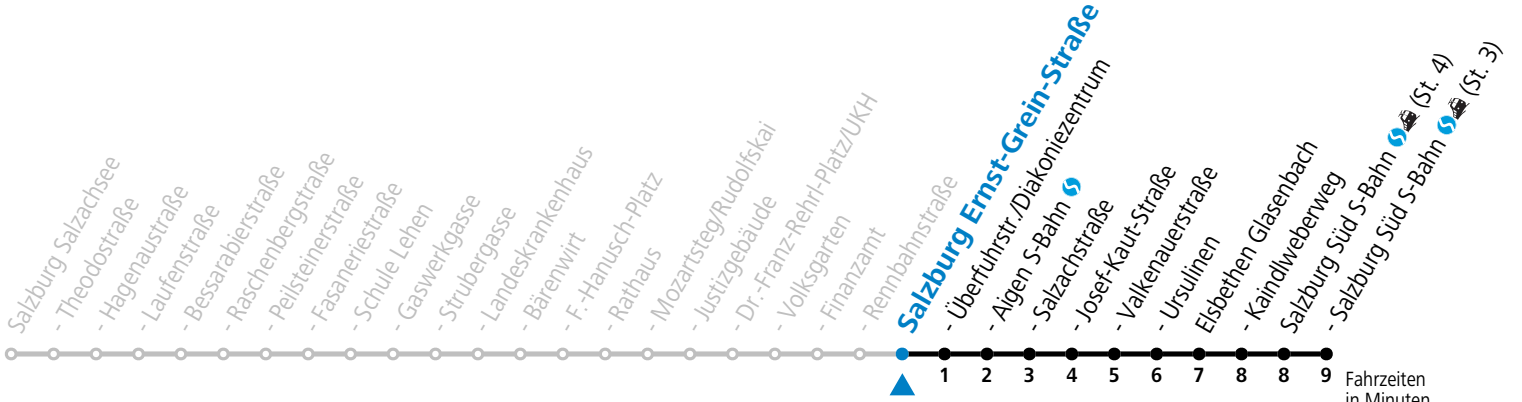 Salzburg Salzachsee
- Theodostraße
- Hagenaustraße
- Laufenstraße
- Bessarabierstraße
- Raschenbergstraße
- Peilsteinerstraße
- Fasaneriestraße
- Schule Lehen
- Gaswerkgasse
- Strubergasse
- Landeskrankenhaus
- Bärenwirt
- F.-Hanusch-Platz
- Rathaus
- Mozartsteg/Rudolfskai
- Justizgebäude
- Dr.-Franz-Rehrl-Platz/UKH
- Volksgarten
- Finanzamt
- Rennbahnstraße
Salzburg Ernst-Grein-Straße
- Überfuhrstr./Diakoniezentrum
- Aigen S-Bahn
- Salzachstraße
- Josef-Kaut-Straße
- Valkenauerstraße
- Ursulinen
Elsbethen Glasenbach
- Kaindlweberweg
Salzburg Süd S-Bahn (St. 4)
- Salzburg Süd S-Bahn (St. 3)
1 2 3 4 5 6 7 8 8 9
Fahrzeiten
in Minuten